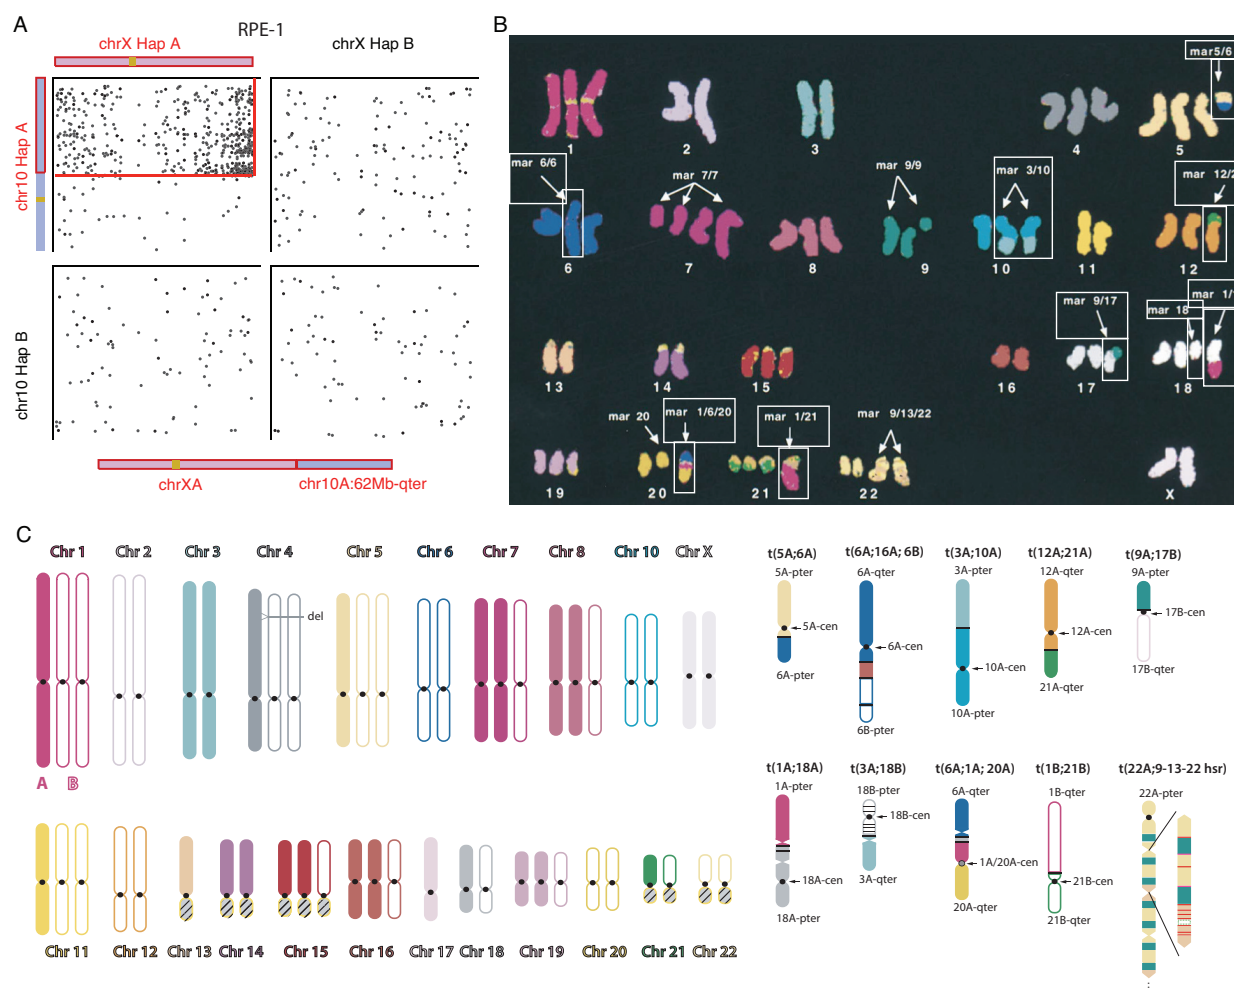 A
RPE-1
chrX Hap A
chrX Hap B
chr10 Hap A
chr10 Hap B
chrXA
chr10A:62Mb-qter
B
mar5/6
1
2
3
4
5
mar 6/6
mar 7/7
mar 9/9
mar 3/10
mar 12/2
6
7
8
9
10
11
12
mar 9/17
mar 18
mar 1/1
13
14
15
16
17
18
mar 20
mar 1/6/20
mar 1/21
mar 9/13/22
19
20
21
22
X
C
Chr 1
Chr 2
Chr 3
Chr 4
Chr 5
Chr 6
Chr 7
Chr 8
Chr 10
Chr X
del
A
B
Chr 11
Chr 12
Chr 13
Chr 14
Chr 15
Chr 16
Chr 17
Chr 18
Chr 19
Chr 20
Chr 21
Chr 22
t(5A;6A)
5A-pter
5A-cen
6A-pter
t(6A;16A; 6B)
6A-qter
6A-cen
6B-pter
t(3A;10A)
3A-pter
10A-cen
10A-pter
t(12A;21A)
12A-qter
12A-cen
21A-qter
t(9A;17B)
9A-pter
17B-cen
17B-qter
t(1A;18A)
1A-pter
18A-cen
18A-pter
t(3A;18B)
18B-pter
18B-cen
3A-qter
t(6A;1A; 20A)
6A-qter
1A/20A-cen
20A-qter
t(1B;21B)
1B-qter
21B-cen
21B-qter
t(22A;9-13-22 hsr)
22A-pter